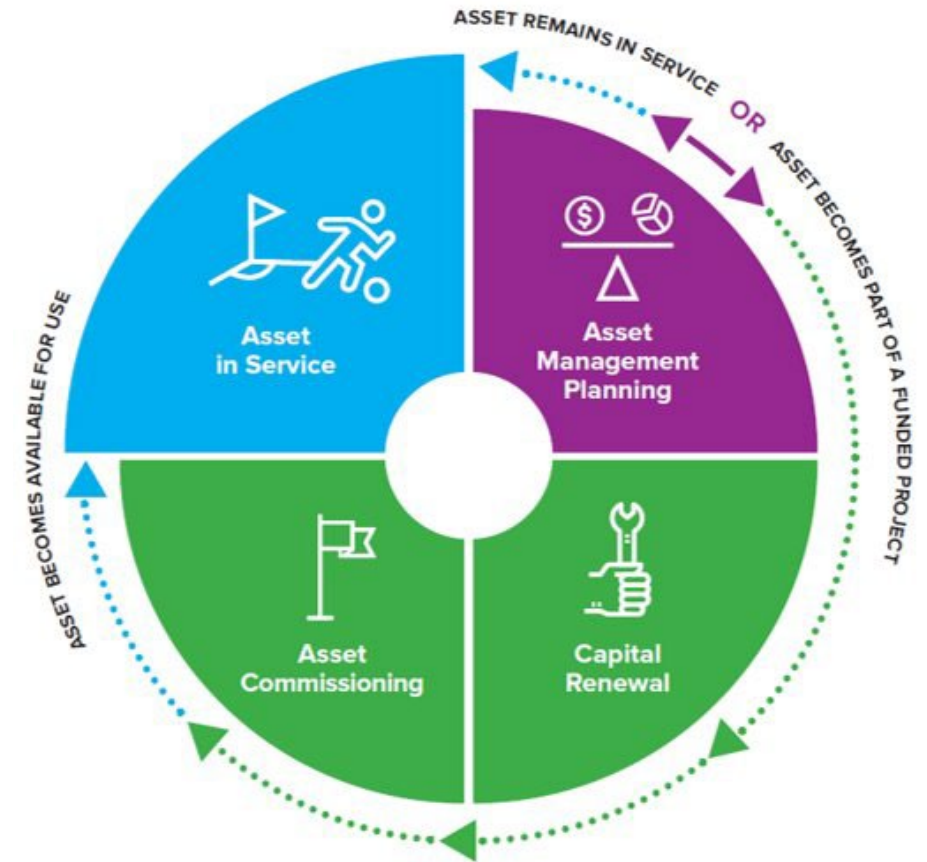 ASSET REMAINS IN SERVICE
OR
ASSET BECOMES PART OF A FUNDED PROJECT
ASSET BECOMES AVAILABLE FOR USE
Asset
in Service
$
Asset
Management
Planning
Asset
Commissioning
Capital
Renewal